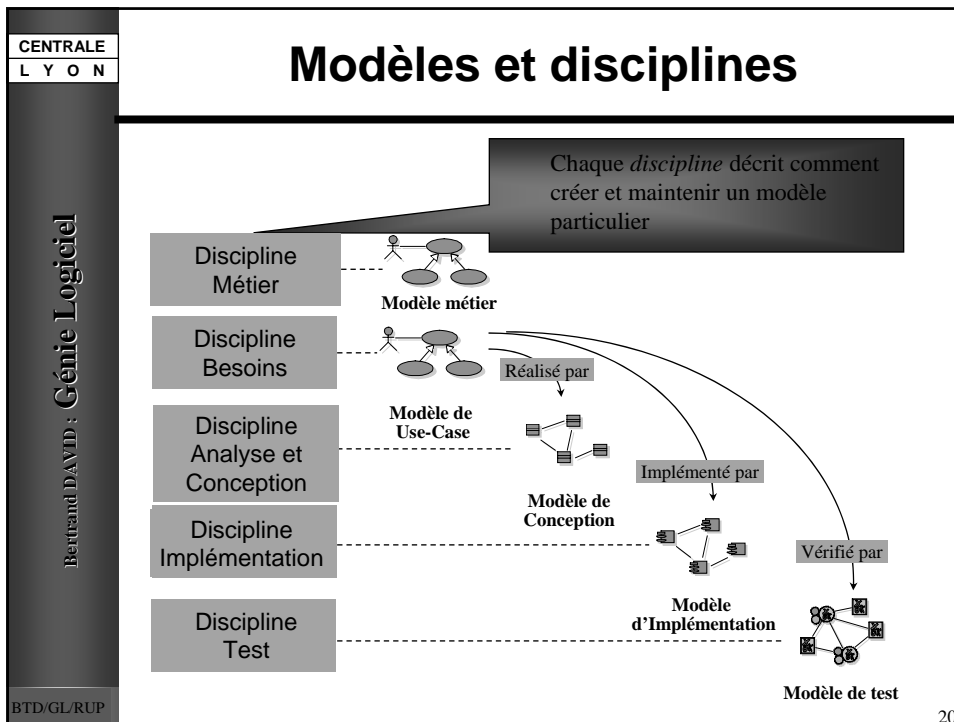 CENTRALE
L Y O N
Modèles et disciplines
Chaque discipline décrit comment
créer et maintenir un modèle
particulier
Bertrand DAVID : Génie Logiciel
Discipline
Métier
Modèle métier
Discipline
Besoins
Réalisé par
Modèle de
Use-Case
Discipline
Analyse et
Conception
Implémenté par
Modèle de
Conception
Discipline
Implémentation
Vérifié par
Modèle
d'Implémentation
Discipline
Test
Modèle de test
BTD/GL/RUP
20